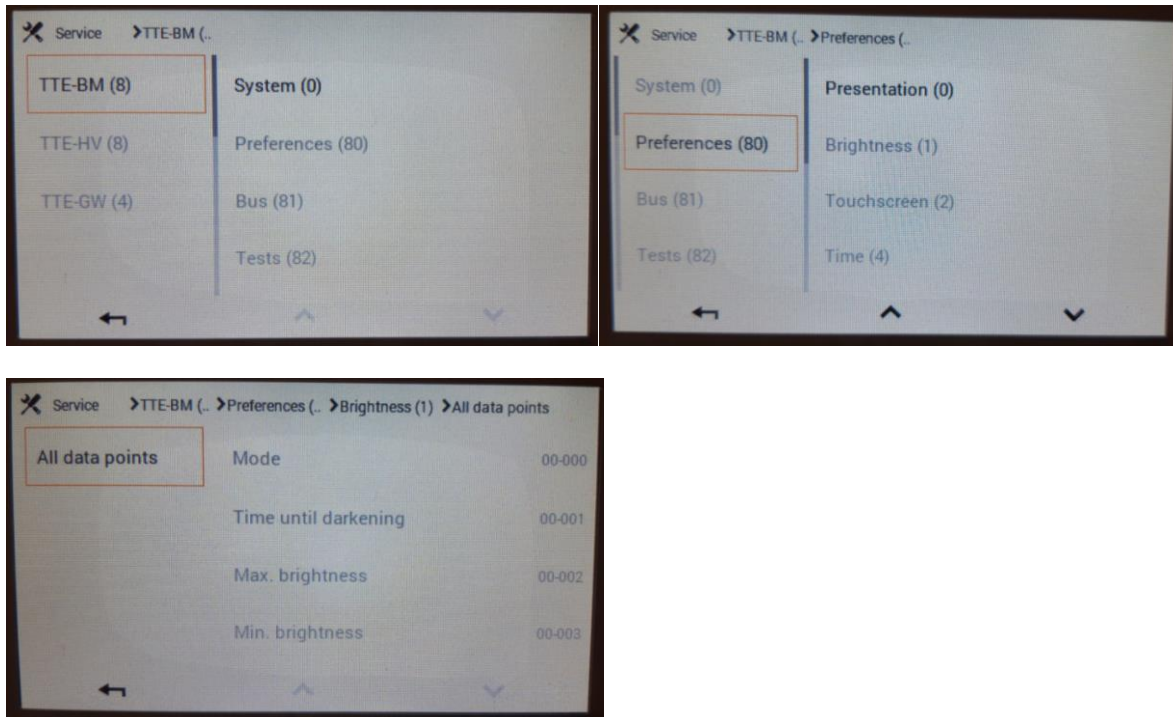 Service >TTE-BM (..
TTE-BM (8)
System (0)
TTE-HV (8)
Preferences (80)
TTE-GW (4)
Bus (81)
Tests (82)
Service >TTE-BM (.. >Preferences (..
System (0)
Presentation (0)
Preferences (80)
Brightness (1)
Bus (81)
Touchscreen (2)
Tests (82)
Time (4)
Service >TTE-BM (.. >Preferences (.. >Brightness (1) >All data points
All data points
Mode 00-000
Time until darkening 00-001
Max. brightness 00-002
Min. brightness 00-003